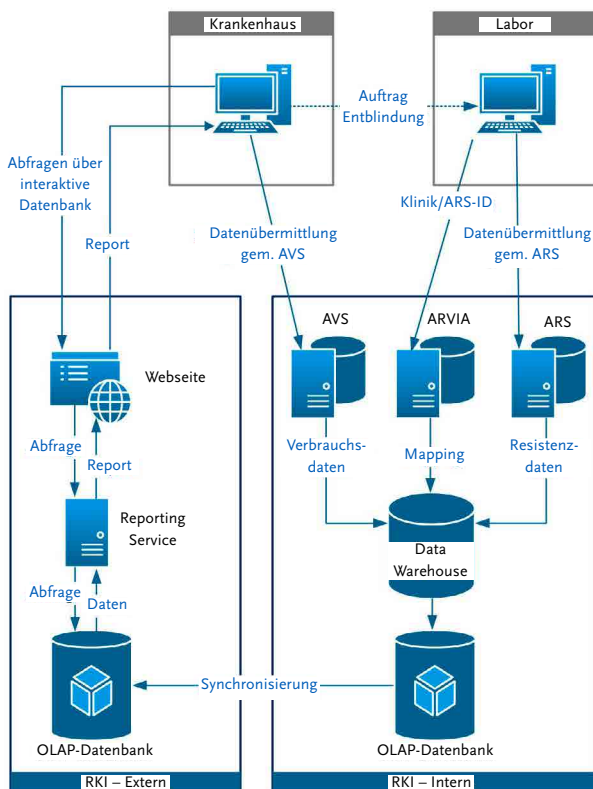 Krankenhaus
Labor
Auftrag
Entblindung
Abfragen über
interaktive
Datenbank
Report
Datenübermittlung
gem. AVS
Klinik/ARS-ID
Datenübermittlung
gem. ARS
AVS
ARVIA
ARS
Webseite
Abfrage
Report
Verbrauchs-
daten
Mapping
Resistenz-
daten
Reporting
Service
Data
Warehouse
Abfrage
Daten
Synchronisierung
OLAP-Datenbank
OLAP-Datenbank
RKI – Extern
RKI – Intern